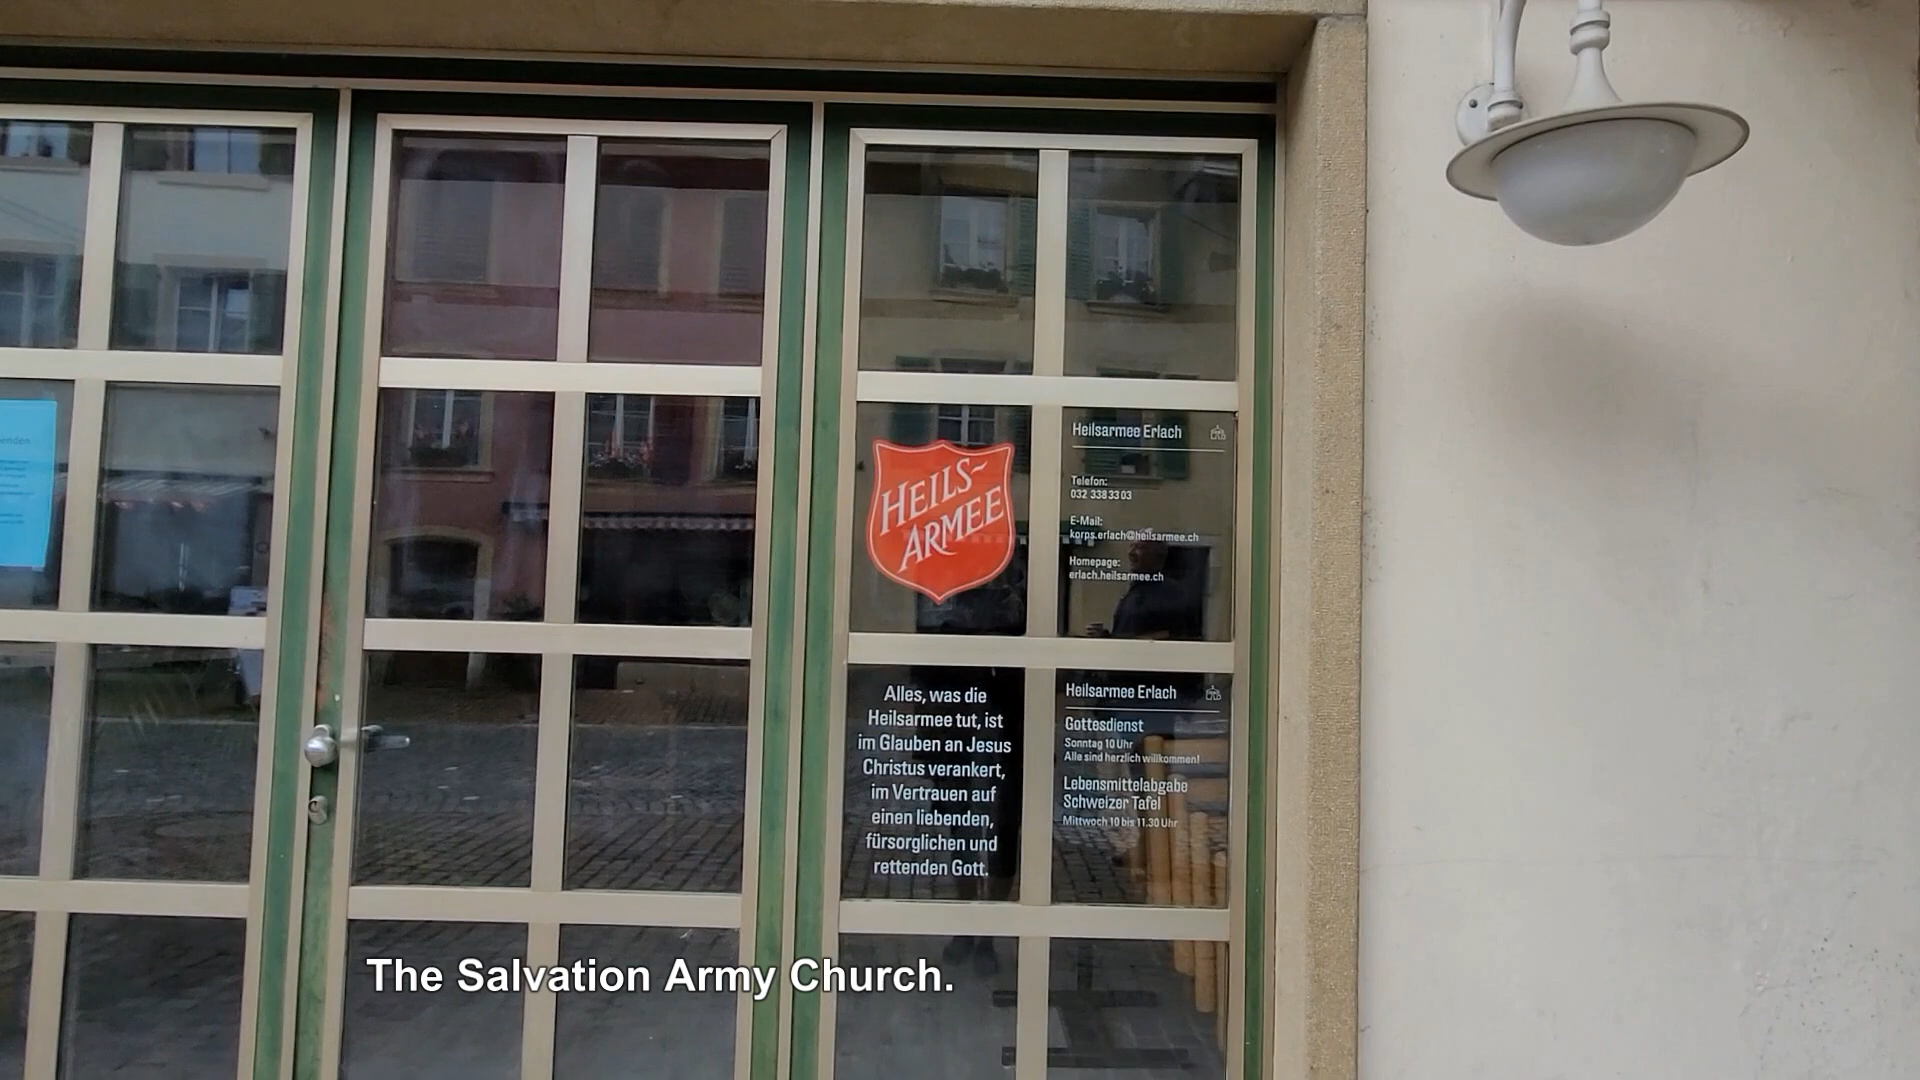 HEILS-
ARMEE
Heilsarmee Erlach
Telefon:
032 338 33 03
E-Mail:
korps.erlach@heilsarmee.ch
Homepage:
erlach.heilsarmee.ch
Alles, was die
Heilsarmee tut, ist
im Glauben an Jesus
Christus verankert,
im Vertrauen auf
einen liebenden,
fürsorglichen und
rettenden Gott.
Heilsarmee Erlach
Gottesdienst
Sonntag 10 Uhr
Alle sind herzlich willkommen!
Lebensmittelabgabe
Schweizer Tafel
Mittwoch 10 bis 11.30 Uhr
The Salvation Army Church.